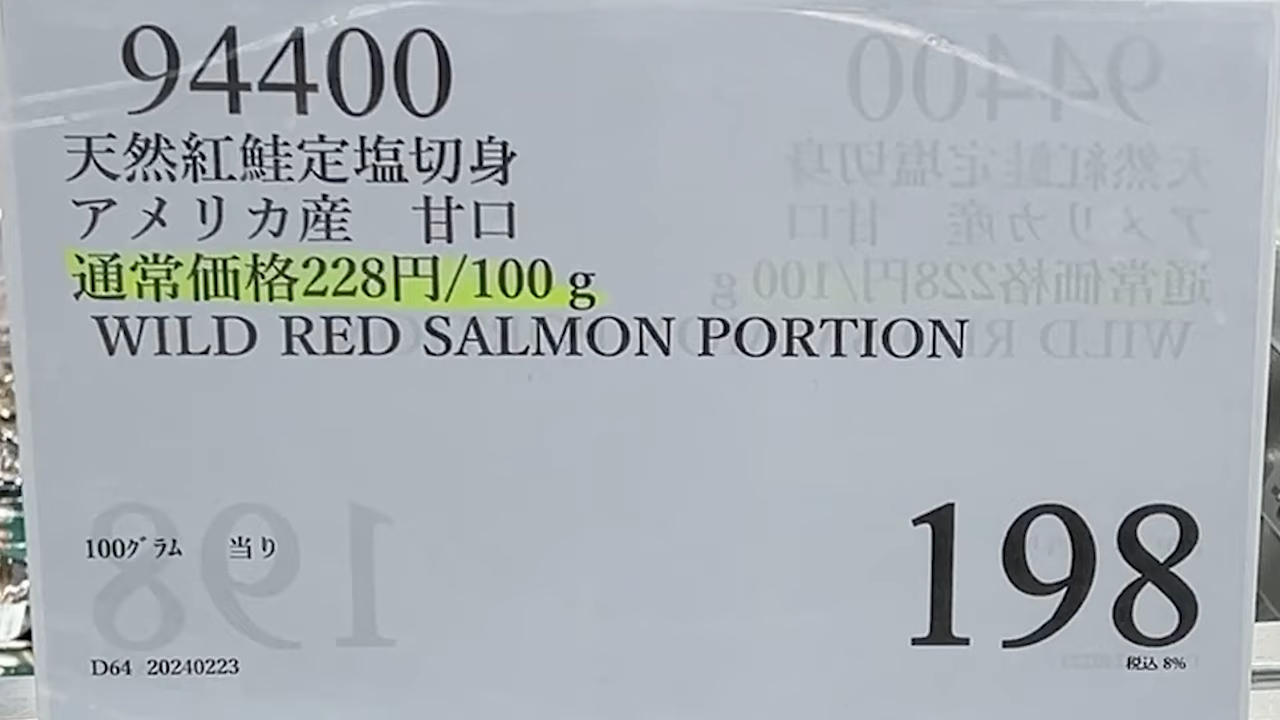 94400
天然紅鮭定塩切身
アメリカ産　甘口
通常価格228円/100 g
WILD RED SALMON PORTION
100ｸﾞﾗﾑ　当り
198
税込 8%
D64 20240223